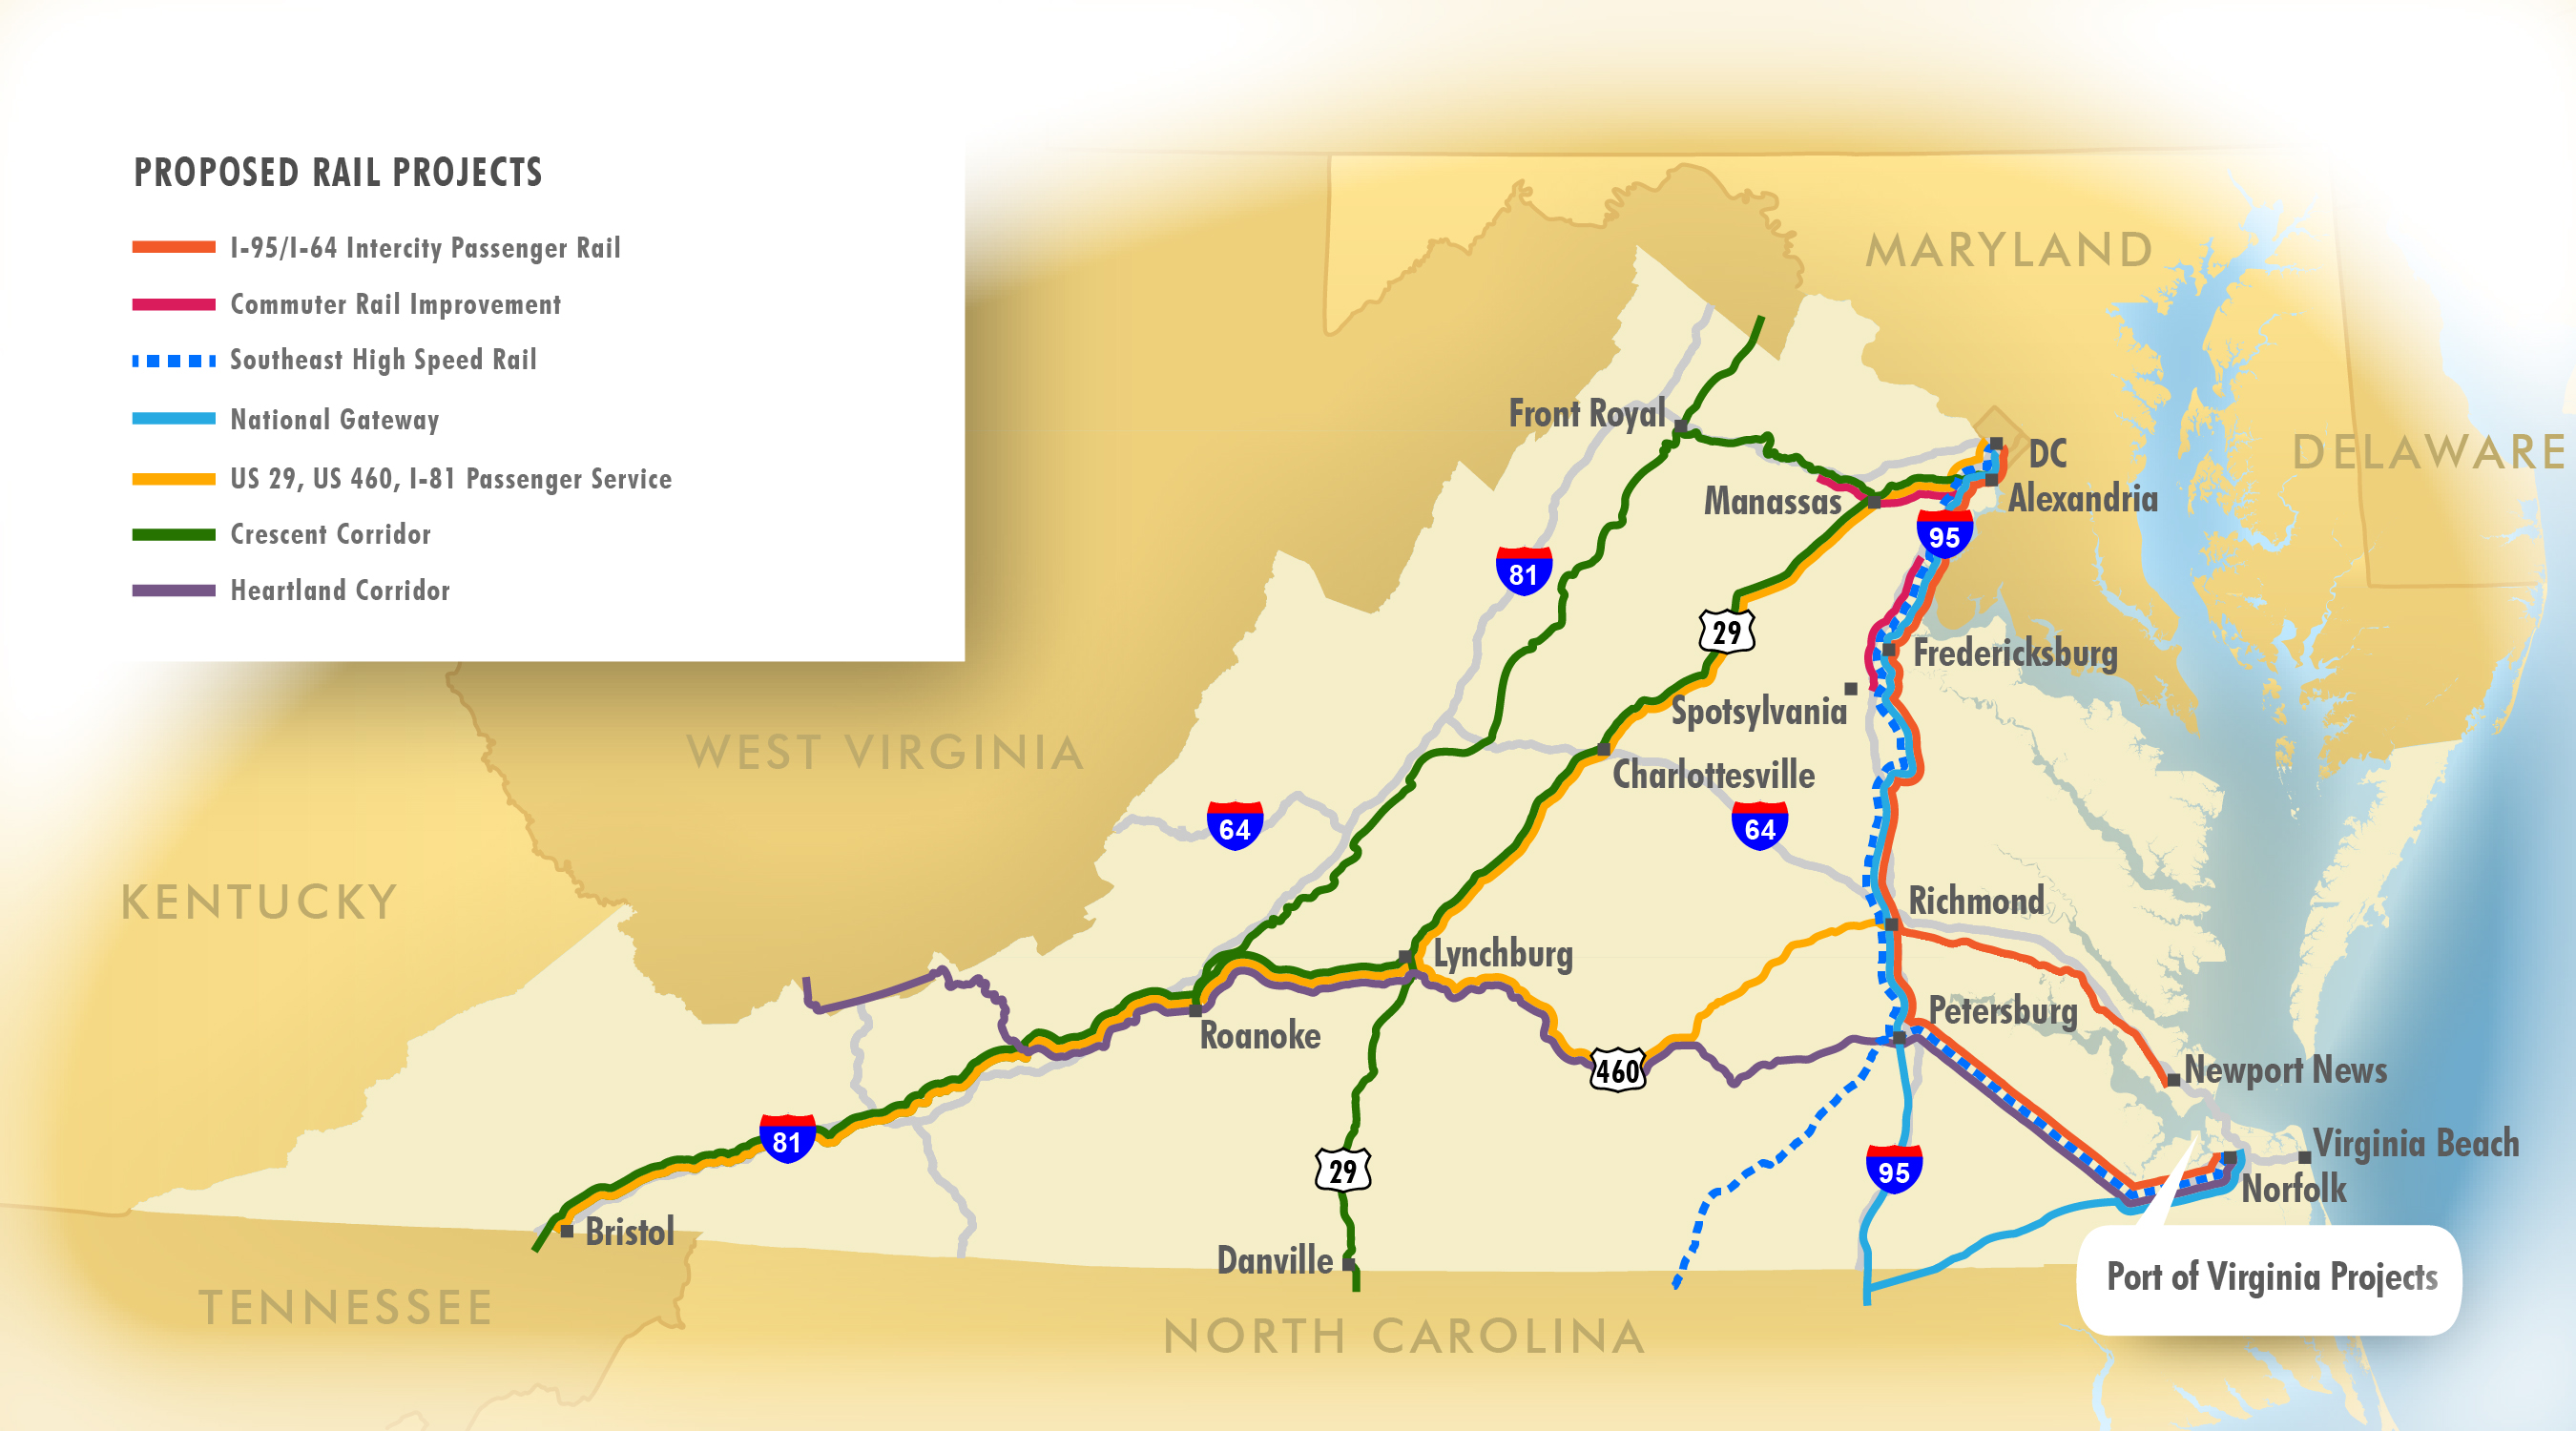 PROPOSED RAIL PROJECTS
I-95/I-64 Intercity Passenger Rail
Commuter Rail Improvement
Southeast High Speed Rail
National Gateway
US 29, US 460, I-81 Passenger Service
Crescent Corridor
Heartland Corridor
MARYLAND
DELAWARE
WEST VIRGINIA
KENTUCKY
TENNESSEE
NORTH CAROLINA
Front Royal
DC
Manassas
Alexandria
95
81
29
Fredericksburg
Spotsylvania
Charlottesville
64
64
Richmond
Lynchburg
Petersburg
Roanoke
460
Newport News
81
29
95
Virginia Beach
Norfolk
Bristol
Danville
Port of Virginia Projects